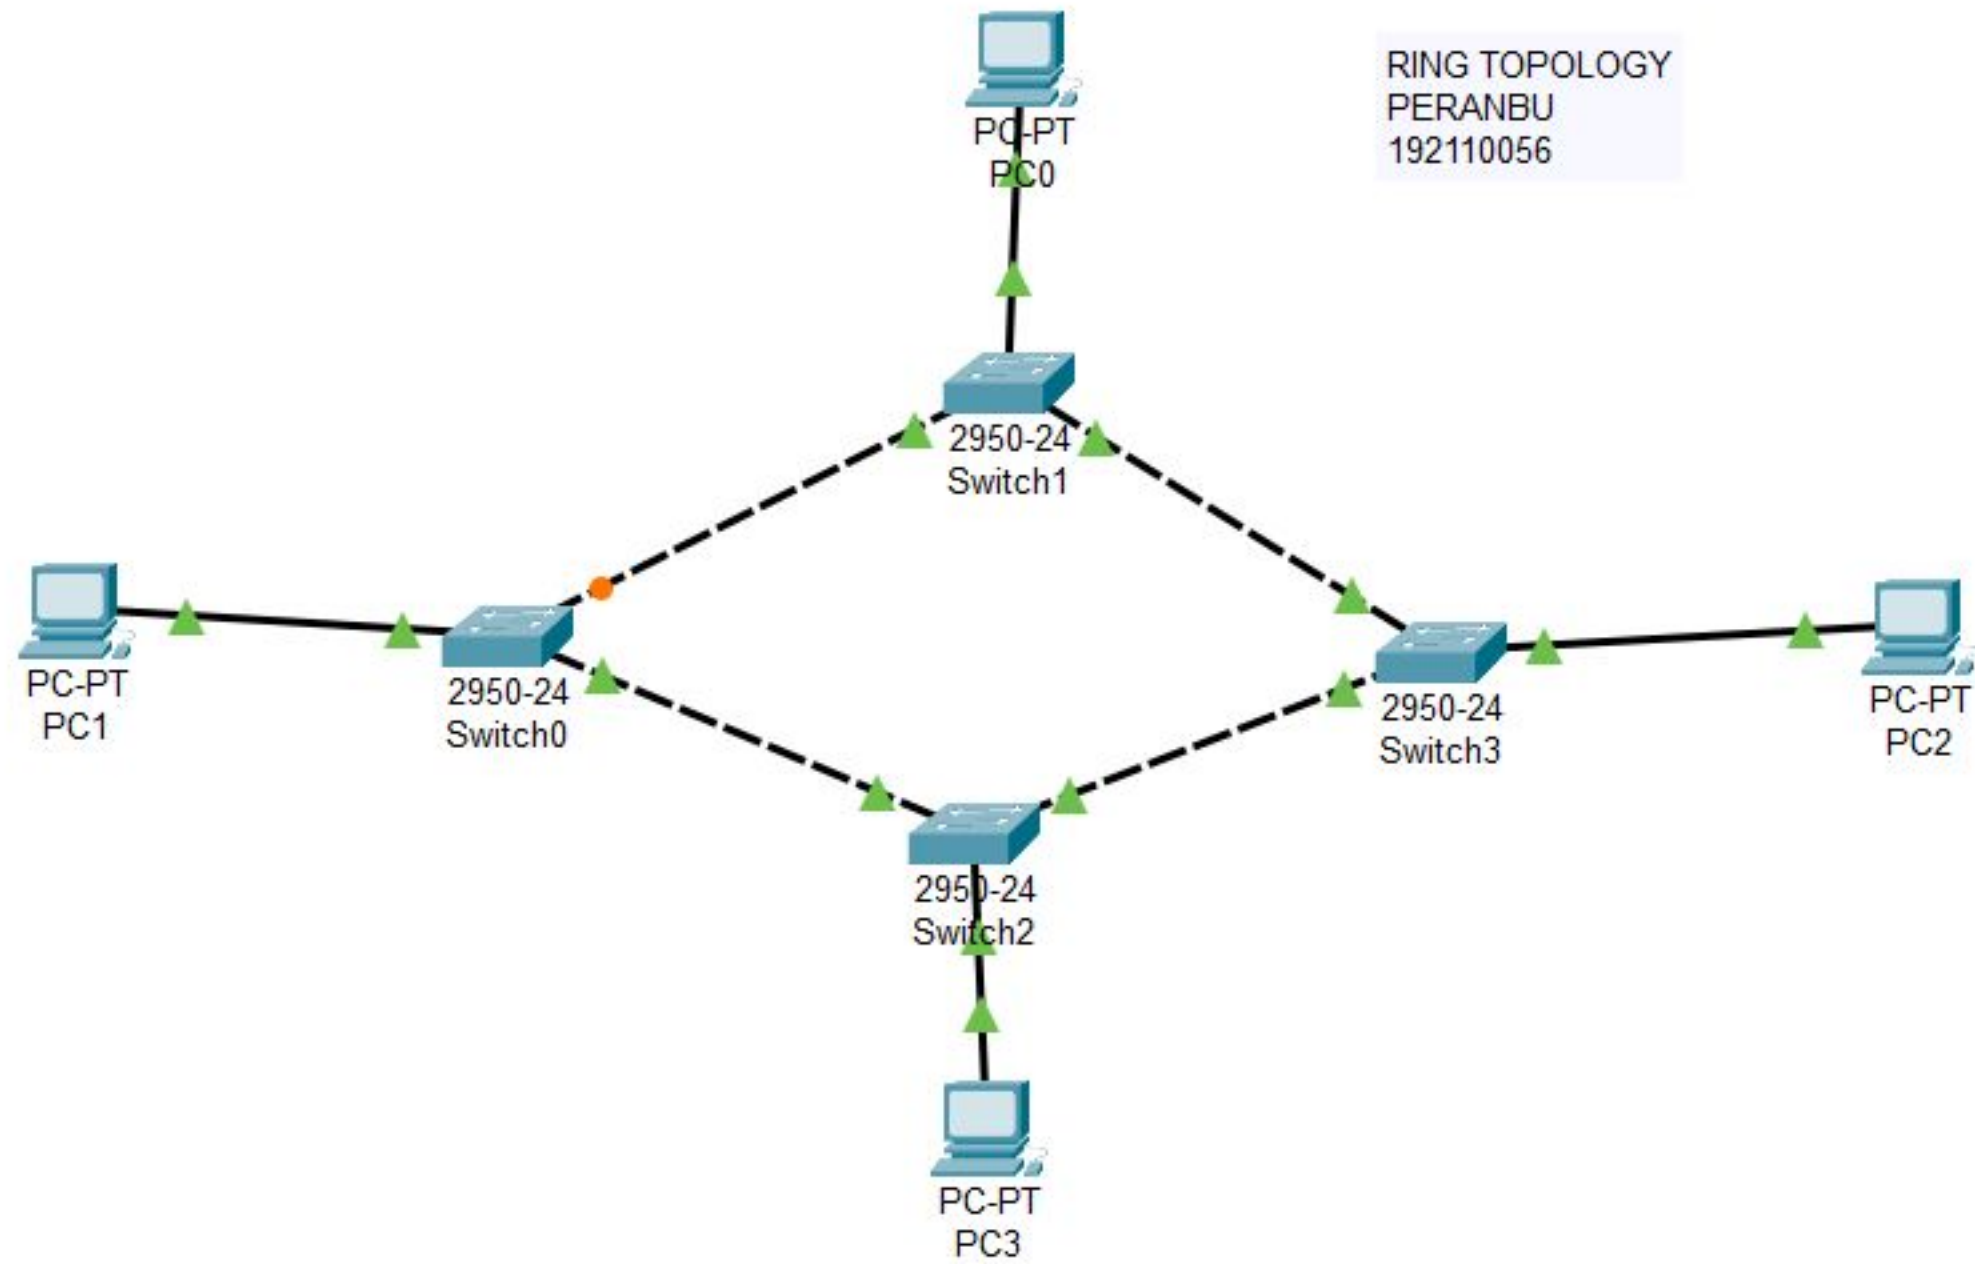 PC-PT
PC0
RING TOPOLOGY
PERANBU
192110056
2950-24
Switch1
PC-PT
PC1
2950-24
Switch0
2950-24
Switch3
PC-PT
PC2
2950-24
Switch2
PC-PT
PC3